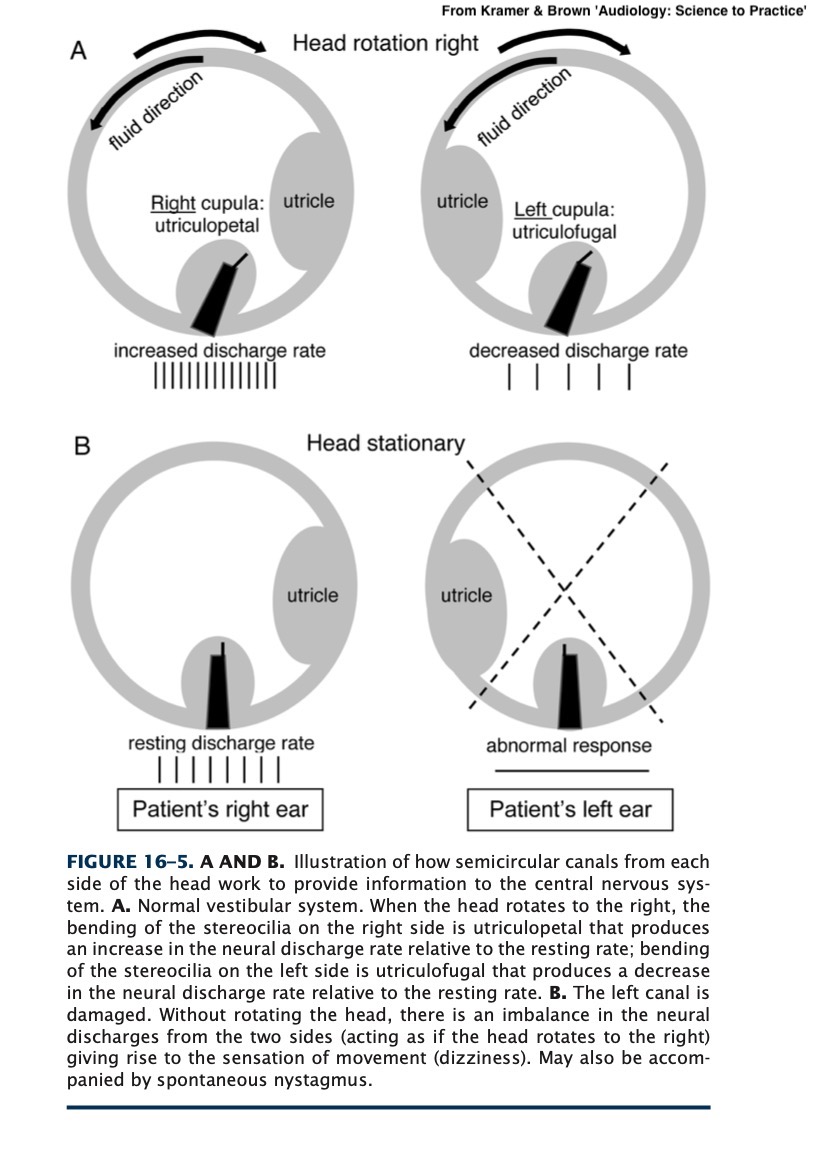 From Kramer & Brown 'Audiology: Science to Practice'
A
Head rotation right
fluid direction
fluid direction
Right cupula:
utriculopetal
utricle
utricle
Left cupula:
utriculofugal
increased discharge rate
decreased discharge rate
B
Head stationary
utricle
utricle
resting discharge rate
abnormal response
Patient's right ear
Patient's left ear
FIGURE 16–5. A AND B. Illustration of how semicircular canals from each
side of the head work to provide information to the central nervous sys-
tem. A. Normal vestibular system. When the head rotates to the right, the
bending of the stereocilia on the right side is utriculopetal that produces
an increase in the neural discharge rate relative to the resting rate; bending
of the stereocilia on the left side is utriculofugal that produces a decrease
in the neural discharge rate relative to the resting rate. B. The left canal is
damaged. Without rotating the head, there is an imbalance in the neural
discharges from the two sides (acting as if the head rotates to the right)
giving rise to the sensation of movement (dizziness). May also be accom-
panied by spontaneous nystagmus.